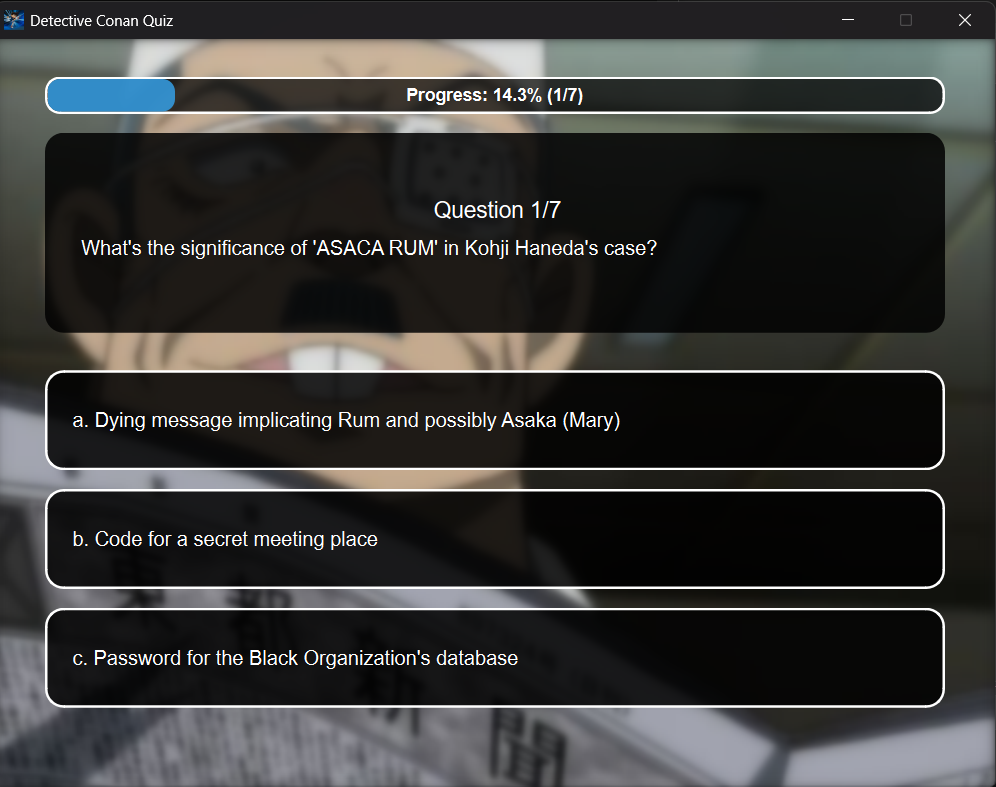 Detective Conan Quiz
Progress: 14.3% (1/7)
Question 1/7
What's the significance of 'ASACA RUM' in Kohji Haneda's case?
a. Dying message implicating Rum and possibly Asaka (Mary)
b. Code for a secret meeting place
c. Password for the Black Organization's database